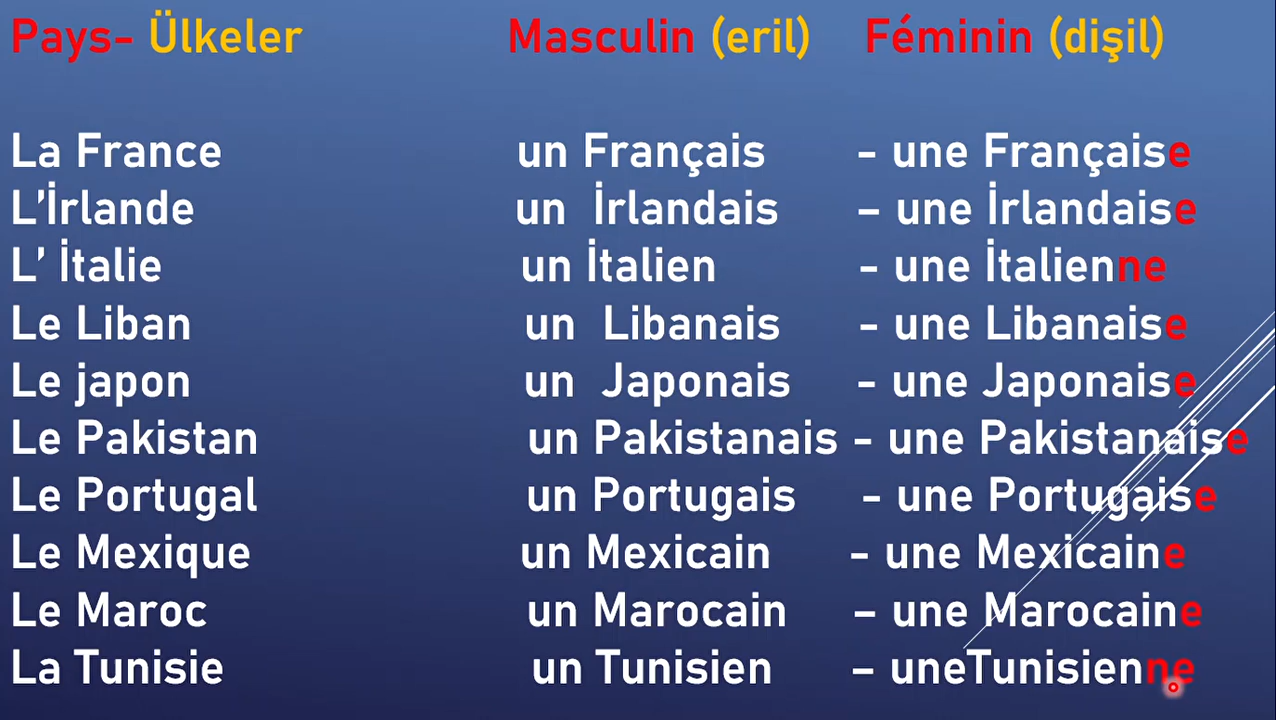 Pays- Ülkeler Masculin (eril) Féminin (dişil)
La France un Français - une Française
L'İrlande un İrlandais – une İrlandaise
L' İtalie un İtalien - une İtalienne
Le Liban un Libanais - une Libanaise
Le japon un Japonais - une Japonaise
Le Pakistan un Pakistanais - une Pakistanaise
Le Portugal un Portugais - une Portugaise
Le Mexique un Mexicain - une Mexicaine
Le Maroc un Marocain – une Marocaine
La Tunisie un Tunisien – uneTunisienne